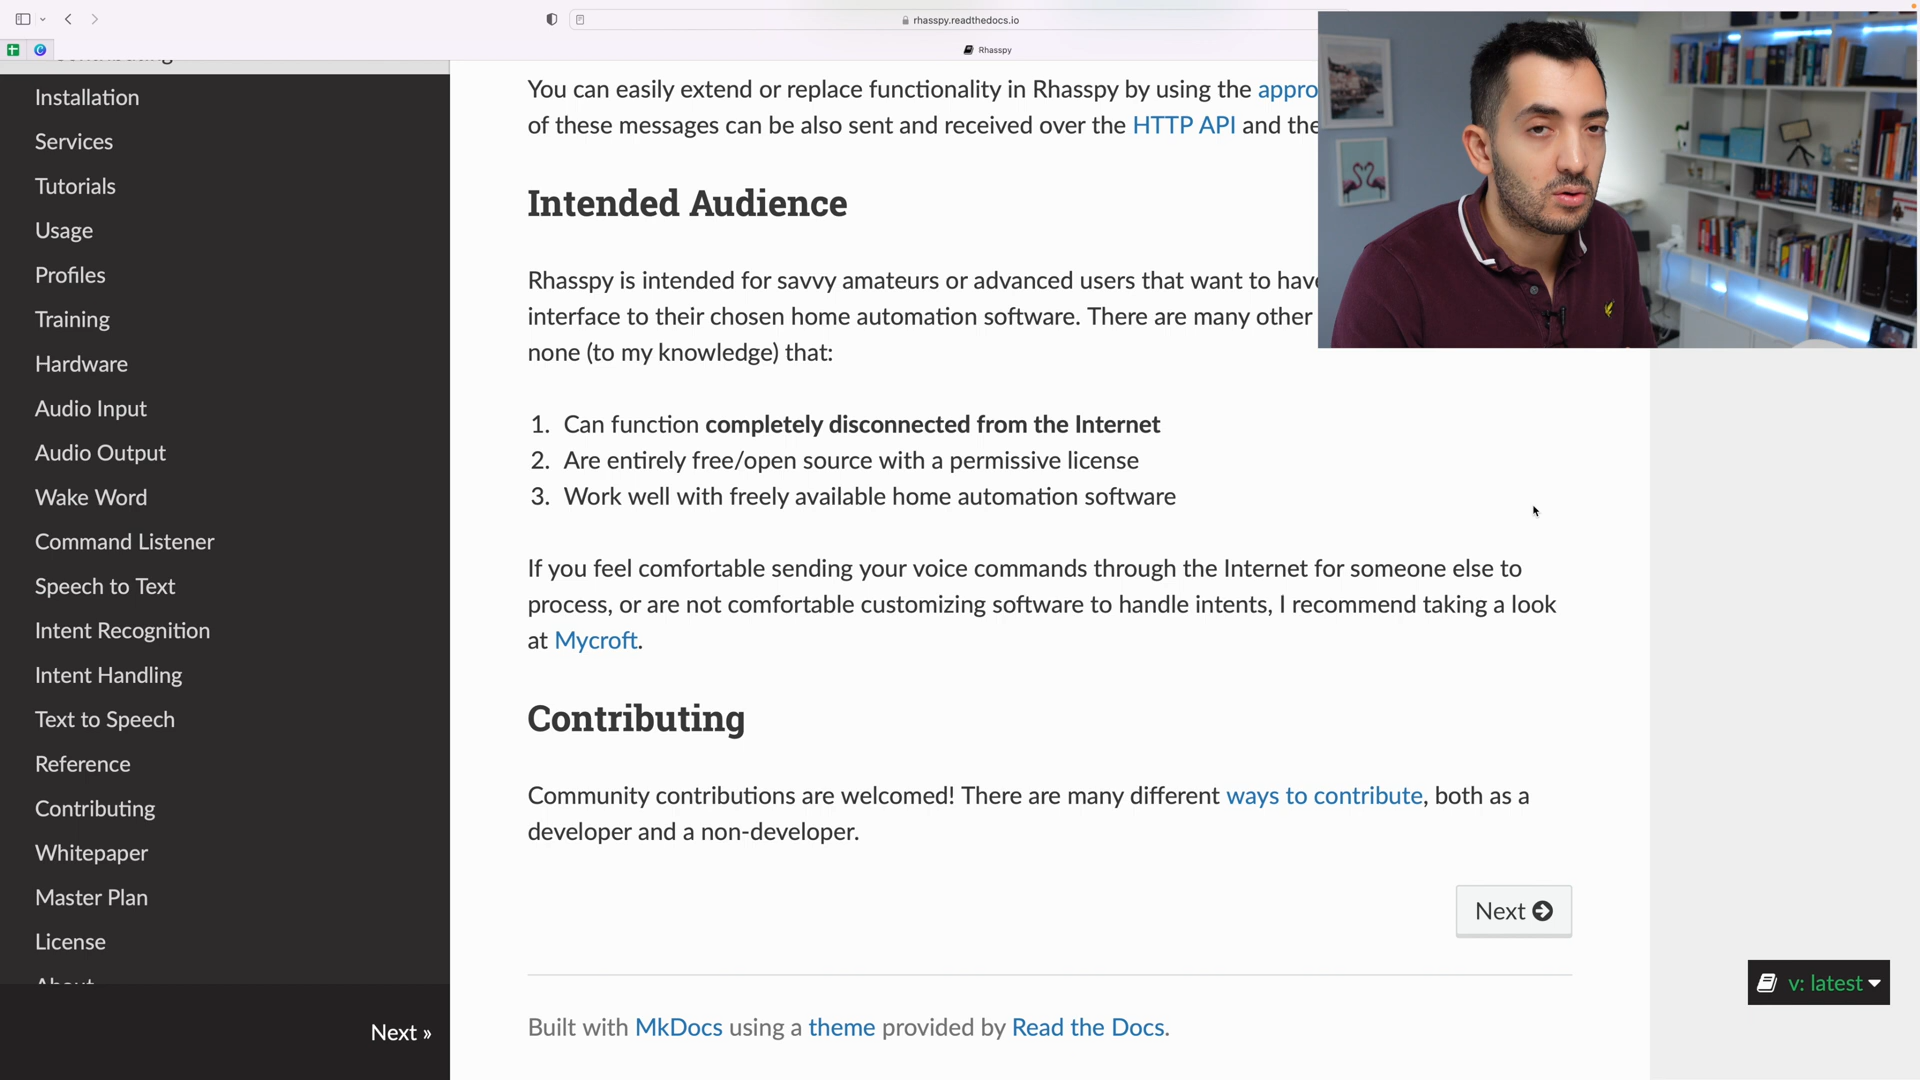 rhasspy.readthedocs.io
Rhasspy
Installation
Services
Tutorials
Usage
Profiles
Training
Hardware
Audio Input
Audio Output
Wake Word
Command Listener
Speech to Text
Intent Recognition
Intent Handling
Text to Speech
Reference
Contributing
Whitepaper
Master Plan
License
Next »
You can easily extend or replace functionality in Rhasspy by using the appro
of these messages can be also sent and received over the HTTP API and the
Intended Audience
Rhasspy is intended for savvy amateurs or advanced users that want to have
interface to their chosen home automation software. There are many other
none (to my knowledge) that:
1. Can function completely disconnected from the Internet
2. Are entirely free/open source with a permissive license
3. Work well with freely available home automation software
If you feel comfortable sending your voice commands through the Internet for someone else to
process, or are not comfortable customizing software to handle intents, I recommend taking a look
at Mycroft.
Contributing
Community contributions are welcomed! There are many different ways to contribute, both as a
developer and a non-developer.
Next
v: latest
Built with MkDocs using a theme provided by Read the Docs.